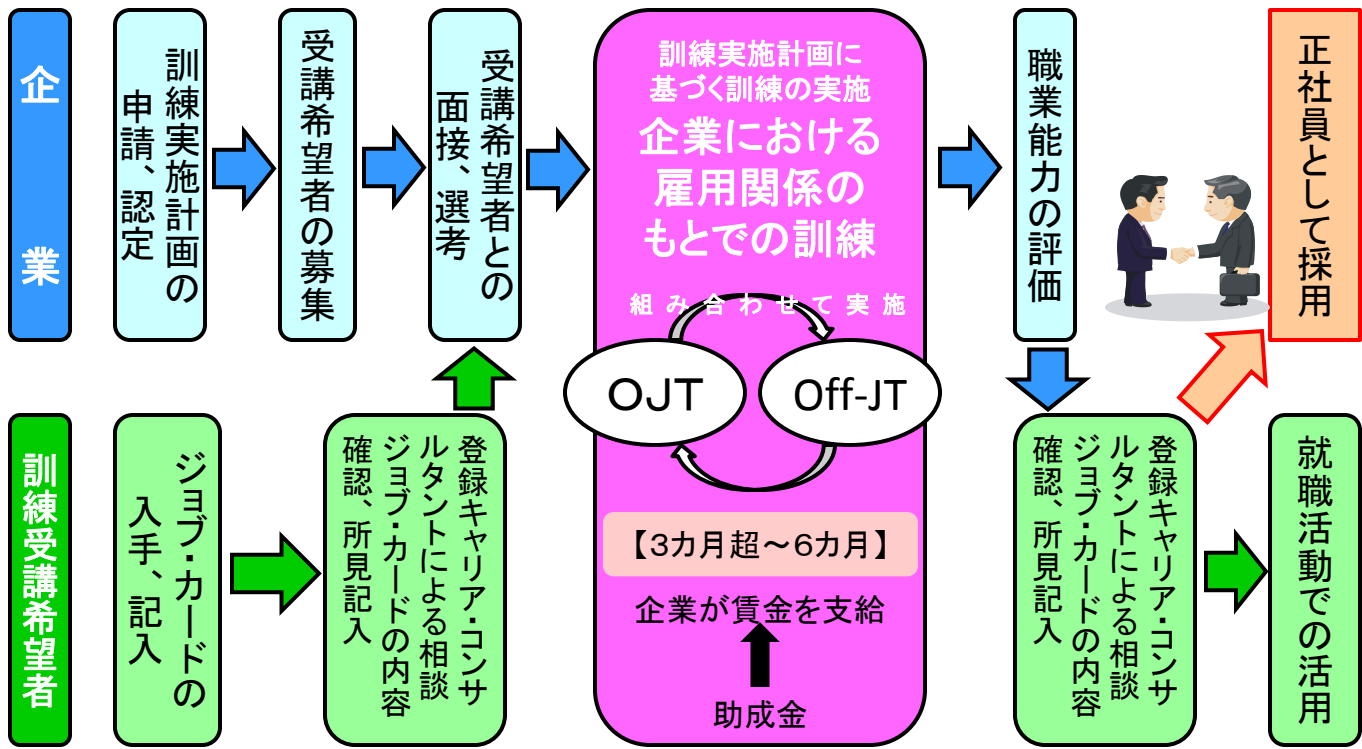 企業
訓練実施計画の
申請、認定
受講希望者の募集
受講希望者との
面接、選考
訓練実施計画に
基づく訓練の実施
企業における
雇用関係の
もとでの訓練
組み合わせて実施
OJT
Off-JT
【3カ月超～6カ月】
企業が賃金を支給
助成金
職業能力の評価
正社員として採用
訓練受講希望者
ジョブ・カードの
入手、記入
登録キャリア・コンサ
ルタントによる相談
ジョブ・カードの内容
確認、所見記入
登録キャリア・コンサ
ルタントによる相談
ジョブ・カードの内容
確認、所見記入
就職活動での活用